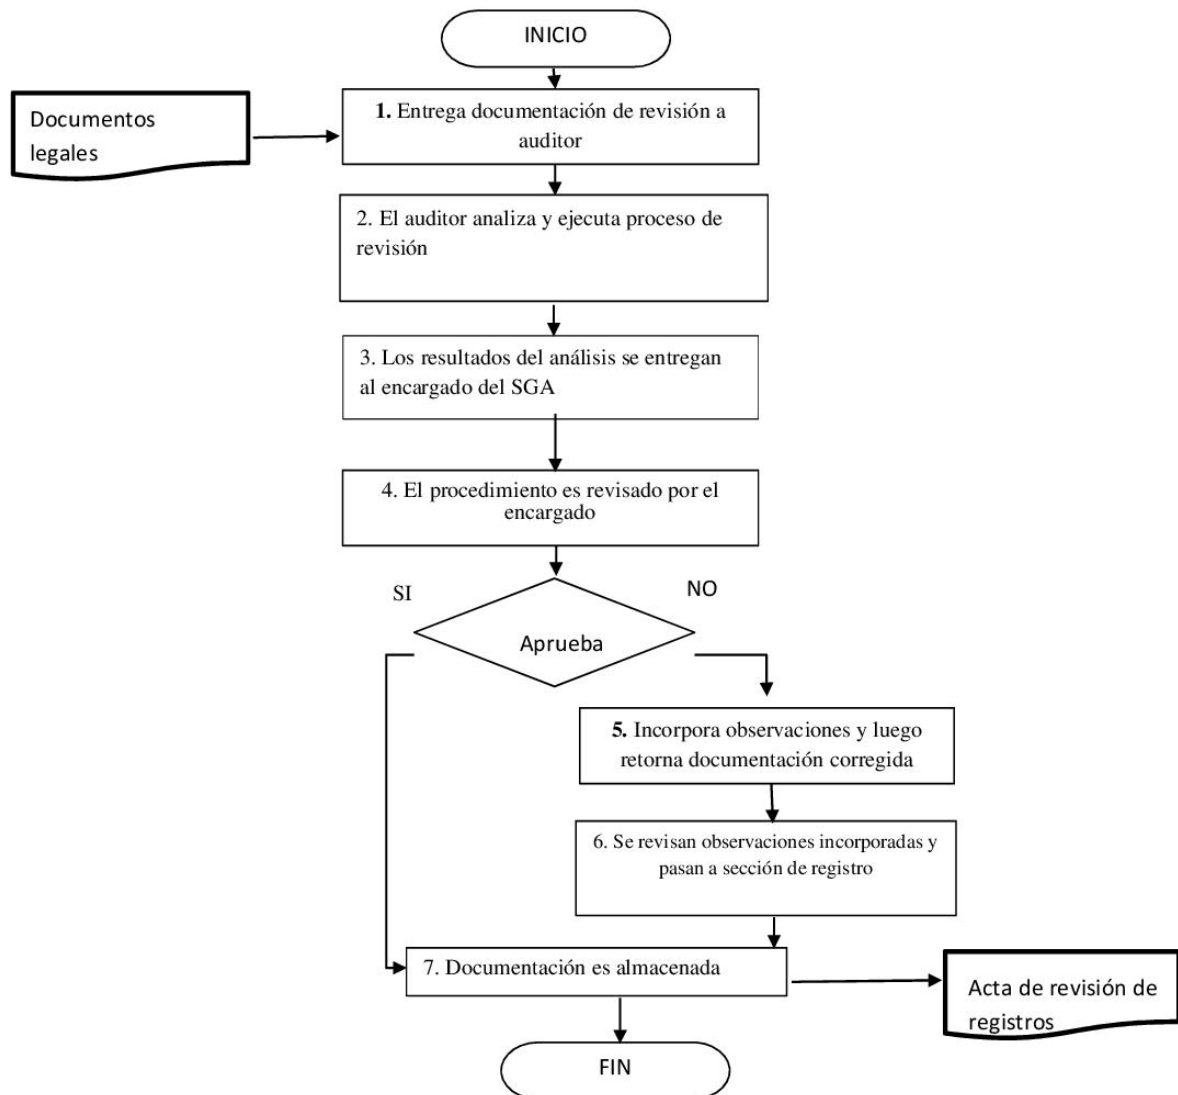 INICIO
Documentos
legales
1. Entrega documentación de revisión a
auditor
2. El auditor analiza y ejecuta proceso de
revisión
3. Los resultados del análisis se entregan
al encargado del SGA
4. El procedimiento es revisado por el
encargado
SI
NO
Aprueba
5. Incorpora observaciones y luego
retorna documentación corregida
6. Se revisan observaciones incorporadas y
pasan a sección de registro
7. Documentación es almacenada
Acta de revisión de
registros
FIN